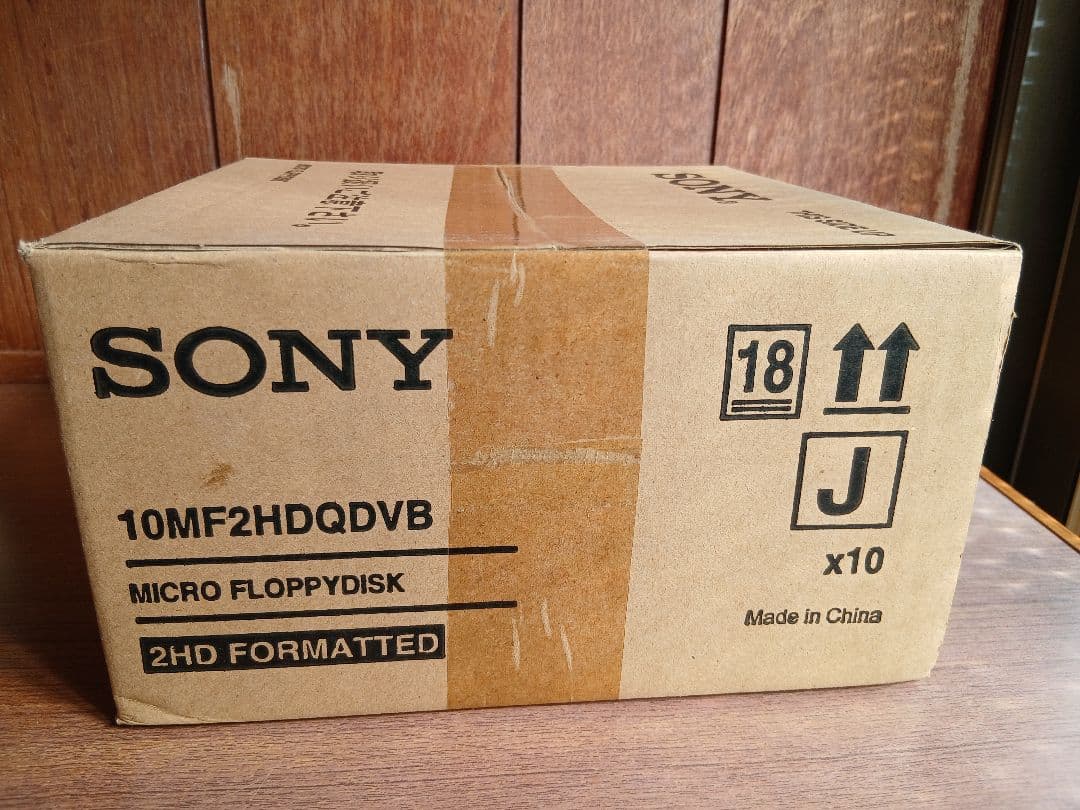 SONY
SONY
18
J
10MF2HDQDVB
x10
MICRO FLOPPYDISK
Made in China
2HD FORMATTED